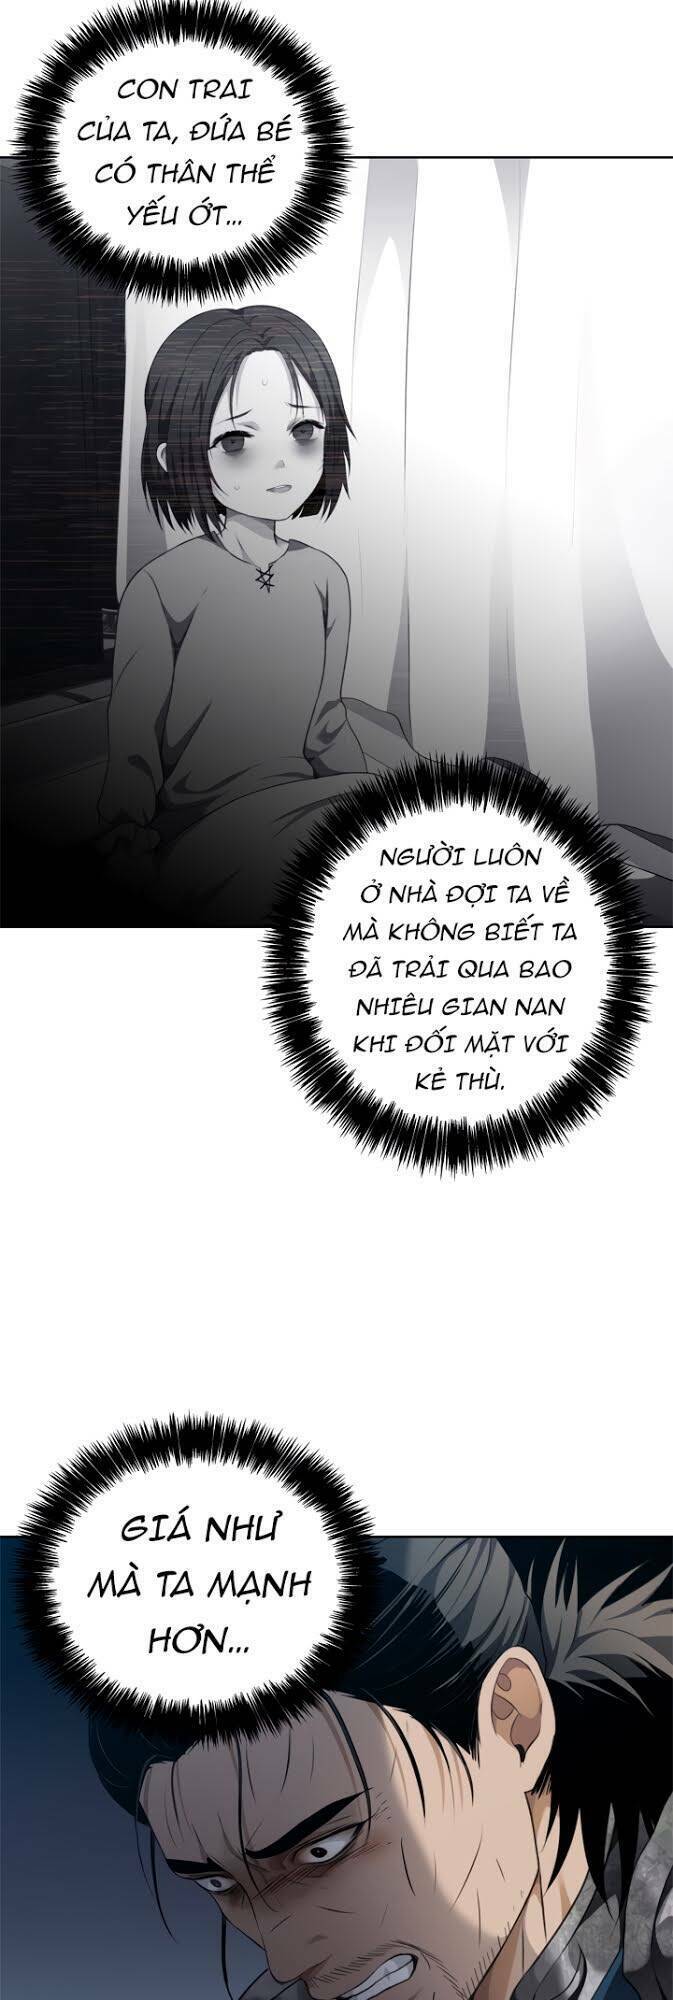 CON TRAI
CỦA TA, ĐỨA BÉ
CÓ THÂN THỂ
YẾU ỚT...
NGƯỜI LUÔN
Ở NHÀ ĐỢI TA VỀ
MÀ KHÔNG BIẾT TA
ĐÃ TRẢI QUA BAO
NHIÊU GIAN NAN
KHI ĐỐI MẶT VỚI
KẺ THÙ.
GIÁ NHƯ
MÀ TA MẠNH
HƠN...